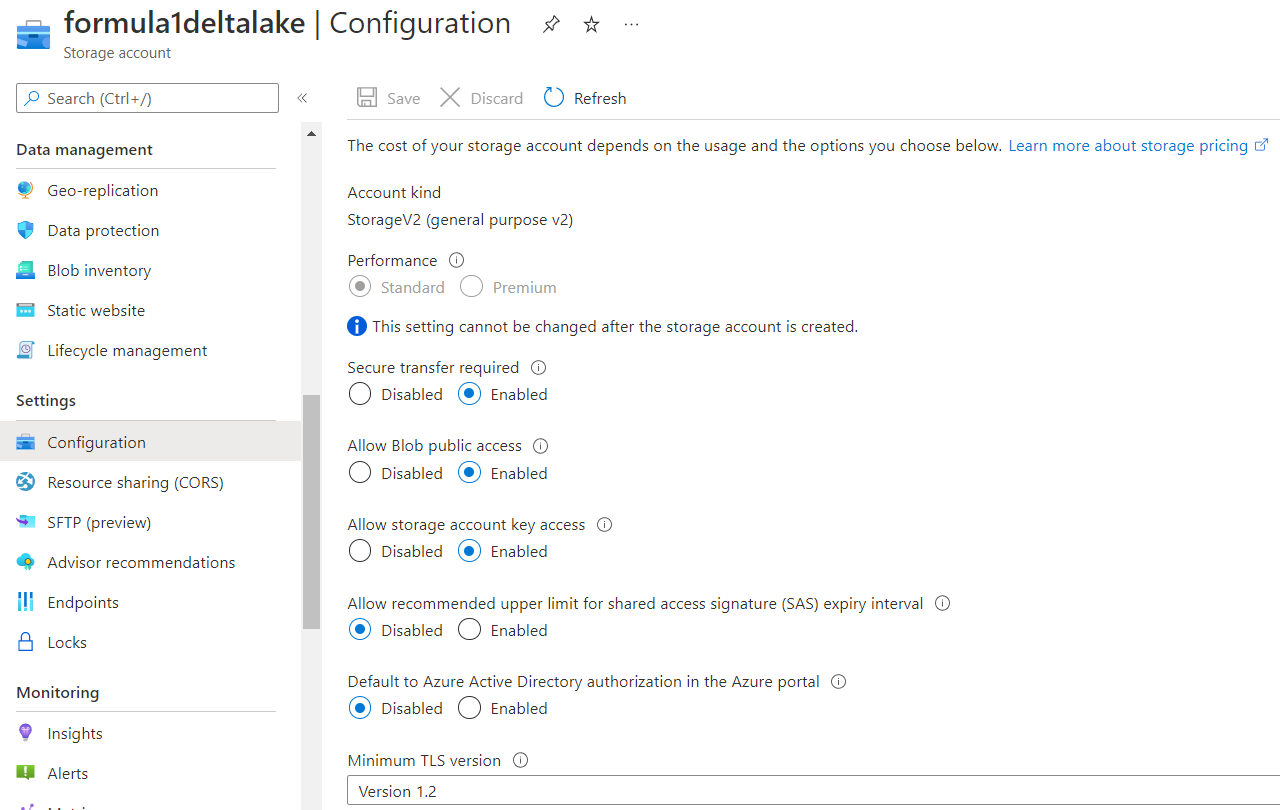 formula1deltalake | Configuration
Storage account
Search (Ctrl+/)
Data management
Geo-replication
Data protection
Blob inventory
Static website
Lifecycle management
Settings
Configuration
Resource sharing (CORS)
SFTP (preview)
Advisor recommendations
Endpoints
Locks
Monitoring
Insights
Alerts
Save Discard Refresh
The cost of your storage account depends on the usage and the options you choose below. Learn more about storage pricing
Account kind
StorageV2 (general purpose v2)
Performance
Standard Premium
This setting cannot be changed after the storage account is created.
Secure transfer required
Disabled Enabled
Allow Blob public access
Disabled Enabled
Allow storage account key access
Disabled Enabled
Allow recommended upper limit for shared access signature (SAS) expiry interval
Disabled Enabled
Default to Azure Active Directory authorization in the Azure portal
Disabled Enabled
Minimum TLS version
Version 1.2